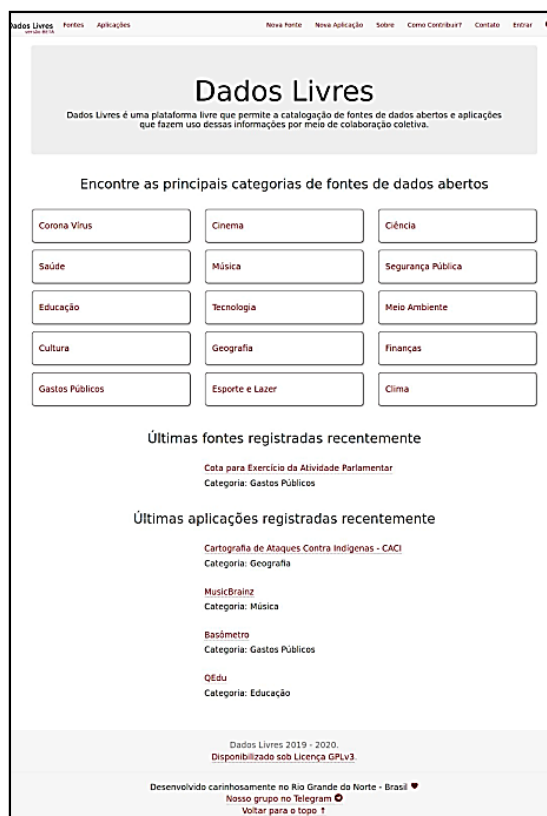 Dados Livres Fontes Aplicações Nova Fonte Nova Aplicação Sobre Como Contribuir? Contato Entrar
versão BETA
Dados Livres
Dados Livres é uma plataforma livre que permite a catalogação de fontes de dados abertos e aplicações
que fazem uso dessas informações por meio de colaboração coletiva.
Encontre as principais categorias de fontes de dados abertos
Corona Vírus Cinema Ciência
Saúde Música Segurança Pública
Educação Tecnologia Meio Ambiente
Cultura Geografia Finanças
Gastos Públicos Esporte e Lazer Clima
Últimas fontes registradas recentemente
Cota para Exercício da Atividade Parlamentar
Categoria: Gastos Públicos
Últimas aplicações registradas recentemente
Cartografia de Ataques Contra Indígenas - CACI
Categoria: Geografia
MusicBrainz
Categoria: Música
Basômetro
Categoria: Gastos Públicos
QEdu
Categoria: Educação
Dados Livres 2019 - 2020.
Disponibilizado sob Licença GPLv3.
Desenvolvido carinhosamente no Rio Grande do Norte - Brasil ♥
Nosso grupo no Telegram
Voltar para o topo ↑